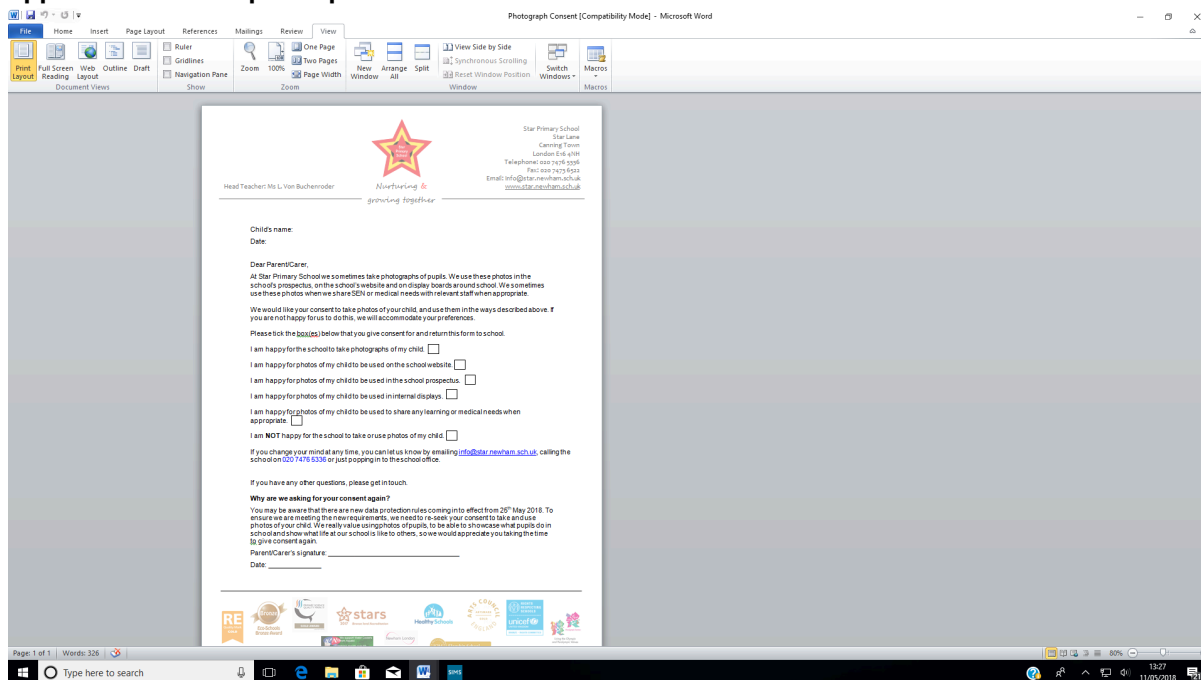 Photograph Consent [Compatibility Mode] - Microsoft Word
File Home Insert Page Layout References Mailings Review View
Print Layout
Full Screen Reading
Web Layout
Outline
Draft
Document Views
Ruler
Gridlines
Navigation Pane
Show
Zoom
100%
One Page
Two Pages
Page Width
Zoom
New Window
Arrange All
Split
View Side by Side
Synchronous Scrolling
Reset Window Position
Window
Switch Windows
Macros
Macros
Star Primary School
Star Lane
Canning Town
London E16 4NH
Telephone: 020 7476 5336
Fax: 020 7473 6522
Email: info@star.newham.sch.uk
www.star.newham.sch.uk
Head Teacher: Ms L. Von Buchenroder
Nurturing &
growing together
Child's name:
Date:
Dear Parent/Carer,
At Star Primary School we sometimes take photographs of pupils. We use these photos in the
school's prospectus, on the school's website and on display boards around school. We sometimes
use these photos when we share SEN or medical needs with relevant staff when appropriate.
We would like your consent to take photos of your child, and use them in the ways described above. If
you are not happy for us to do this, we will accommodate your preferences.
Please tick the box(es) below that you give consent for and return this form to school.
I am happy for the school to take photographs of my child.
I am happy for photos of my child to be used on the school website.
I am happy for photos of my child to be used in the school prospectus.
I am happy for photos of my child to be used in internal displays.
I am happy for photos of my child to be used to share any learning or medical needs when
appropriate.
I am NOT happy for the school to take or use photos of my child.
If you change your mind at any time, you can let us know by emailing info@star.newham.sch.uk, calling the
school on 020 7476 5336 or just popping in to the school office.
If you have any other questions, please get in touch.
Why are we asking for your consent again?
You may be aware that there are new data protection rules coming into effect from 25th May 2018. To
ensure we are meeting the new requirements, we need to re-seek your consent to take and use
photos of your child. We really value using photos of pupils, to be able to showcase what pupils do in
school and show what life at our school is like to others, so we would appreciate you taking the time
to give consent again.
Parent/Carer's signature:
Date:
RE
Bronze
Eco-Schools
Bronze Award
stars
Healthy Schools
ARTS COUNCIL
ENGLAND
unicef
Page: 1 of 1 Words: 326
80%
Type here to search
SIMS
13:27
11/05/2018